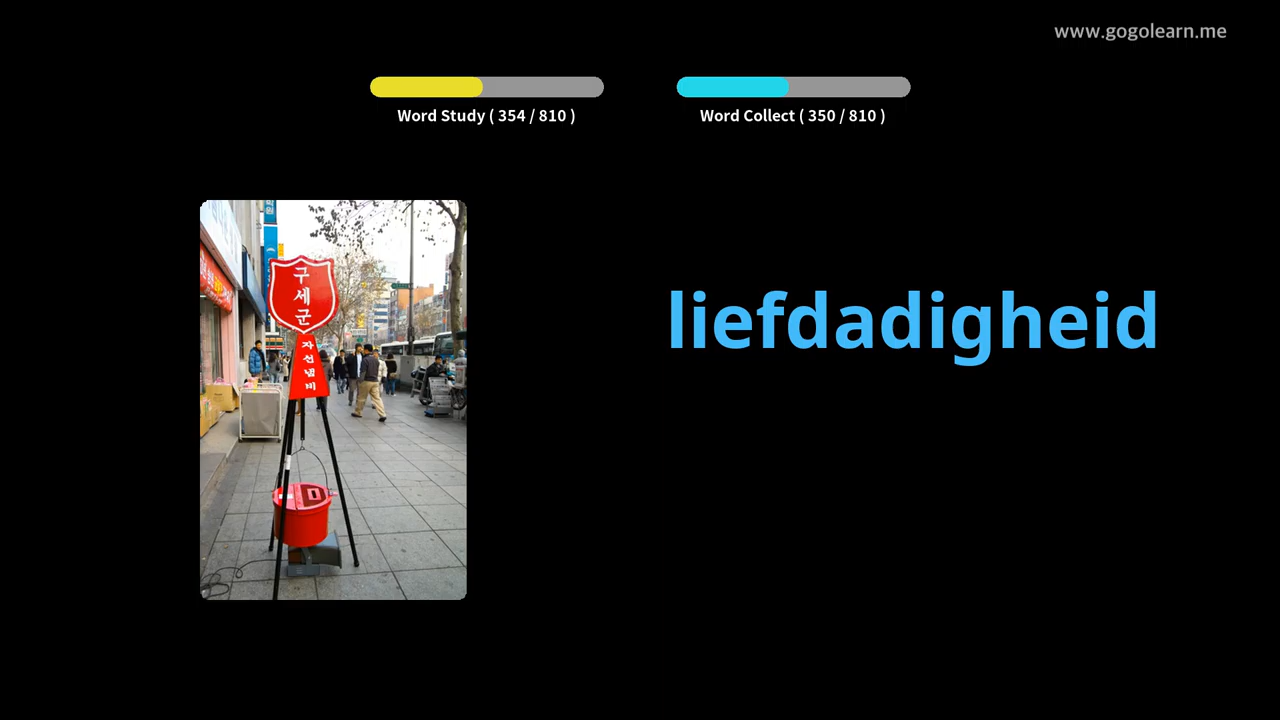 www.gogolearn.me
Word Study ( 354 / 810 )
Word Collect ( 350 / 810 )
liefdadigheid
구
세
군
자
선
냄
비